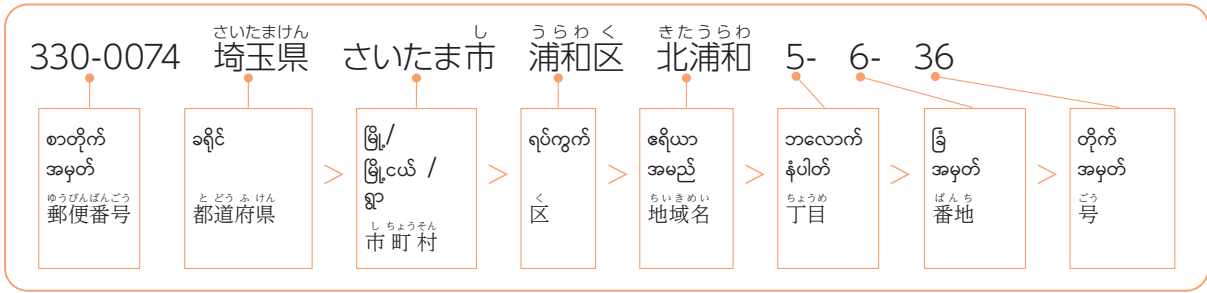 さいたまけん し うらわ く きたうらわ
330-0074 埼玉県 さいたま市 浦和区 北浦和 5- 6- 36
စာတိုက်
အမှတ်
ゆうびんばんごう
郵便番号
ခရိုင်
と どう ふ けん
都道府県
>
မြို့/
မြို့ငယ် /
ရွာ
し ちょうそん
市 町 村
>
ရပ်ကွက်
く
区
>
ဧရိယာ
အမည်
ちいきめい
地域名
>
ဘလောက်
နံပါတ်
ちょうめ
丁目
>
ခြံ
အမှတ်
ばんち
番地
>
တိုက်
အမှတ်
ごう
号